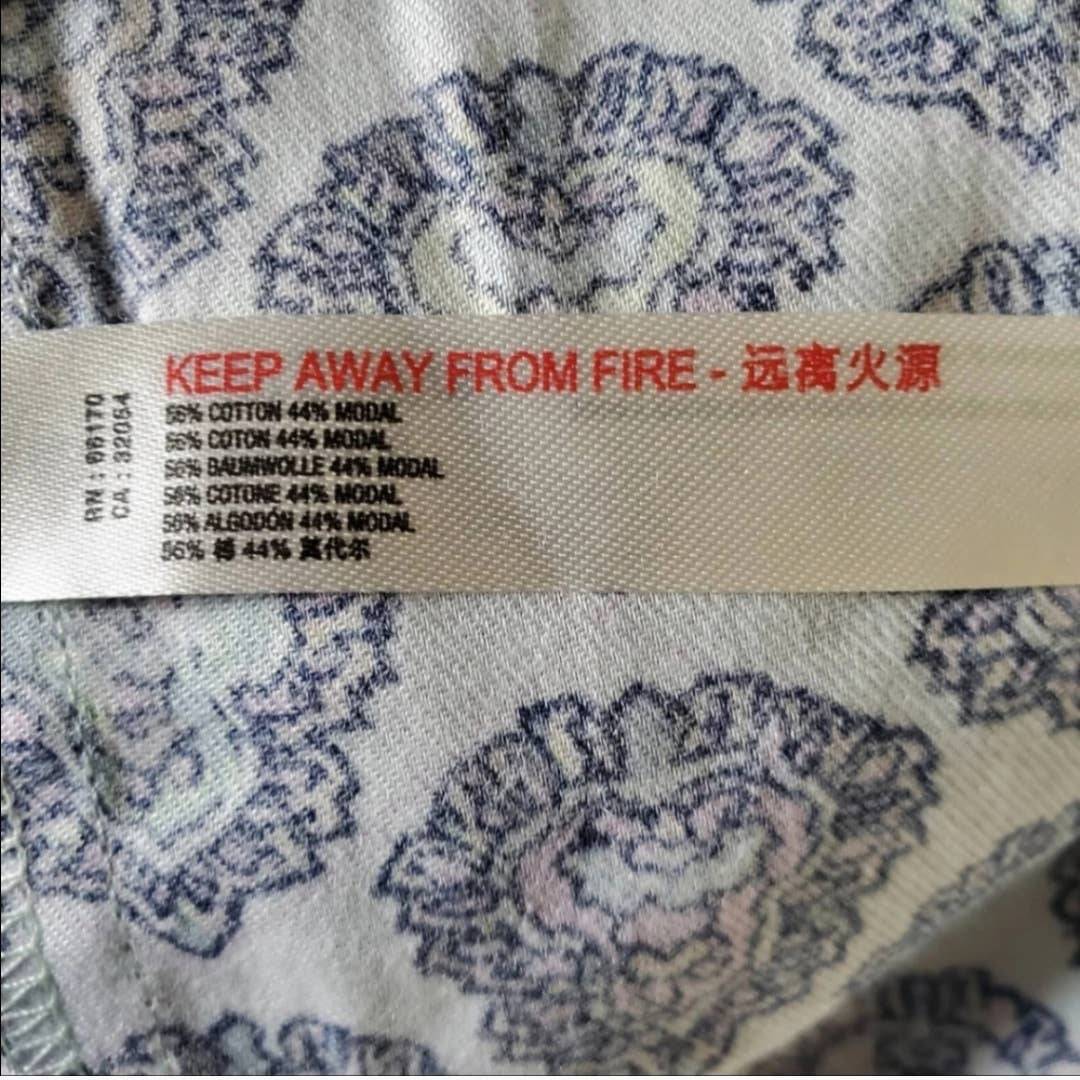 KEEP AWAY FROM FIRE - 远离火源
56% COTTON 44% MODAL
56% COTON 44% MODAL
56% BAUMWOLLE 44% MODAL
56% COTONE 44% MODAL
56% ALGODÓN 44% MODAL
56% 棉 44% 莫代尔
RN : 66170
CA : 32054